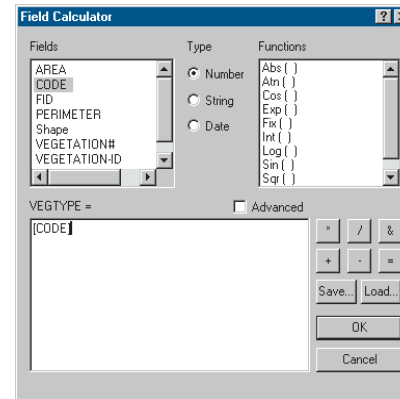 Field Calculator
Fields
Type
Functions
AREA
CODE
FID
PERIMETER
Shape
VEGETATION#
VEGETATION-ID
Number
String
Date
Abs ( )
Atn ( )
Cos ( )
Exp ( )
Fix ( )
Int ( )
Log ( )
Sin ( )
Sqr ( )
VEGTYPE =
Advanced
[CODE]
* / &
+ - =
Save... Load...
OK
Cancel